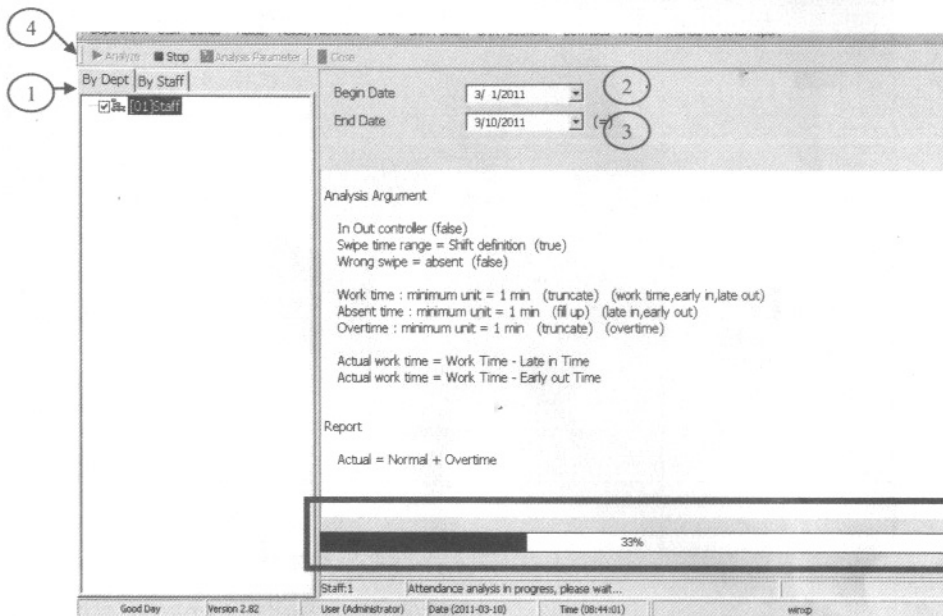 4
Analyze Stop Analysis Parameter Close
1
By Dept By Staff
[01]Staff
Begin Date 3/ 1/2011 2
End Date 3/10/2011 (=) 3
Analysis Argument
In Out controller (false)
Swipe time range = Shift definition (true)
Wrong swipe = absent (false)
Work time : minimum unit = 1 min (truncate) (work time,early in,late out)
Absent time : minimum unit = 1 min (fill up) (late in,early out)
Overtime : minimum unit = 1 min (truncate) (overtime)
Actual work time = Work Time - Late in Time
Actual work time = Work Time - Early out Time
Report
Actual = Normal + Overtime
33%
Staff:1 Attendance analysis in progress, please wait...
Good Day Version 2.82 User (Administrator) Date (2011-03-10) Time (08:44:01) winxp